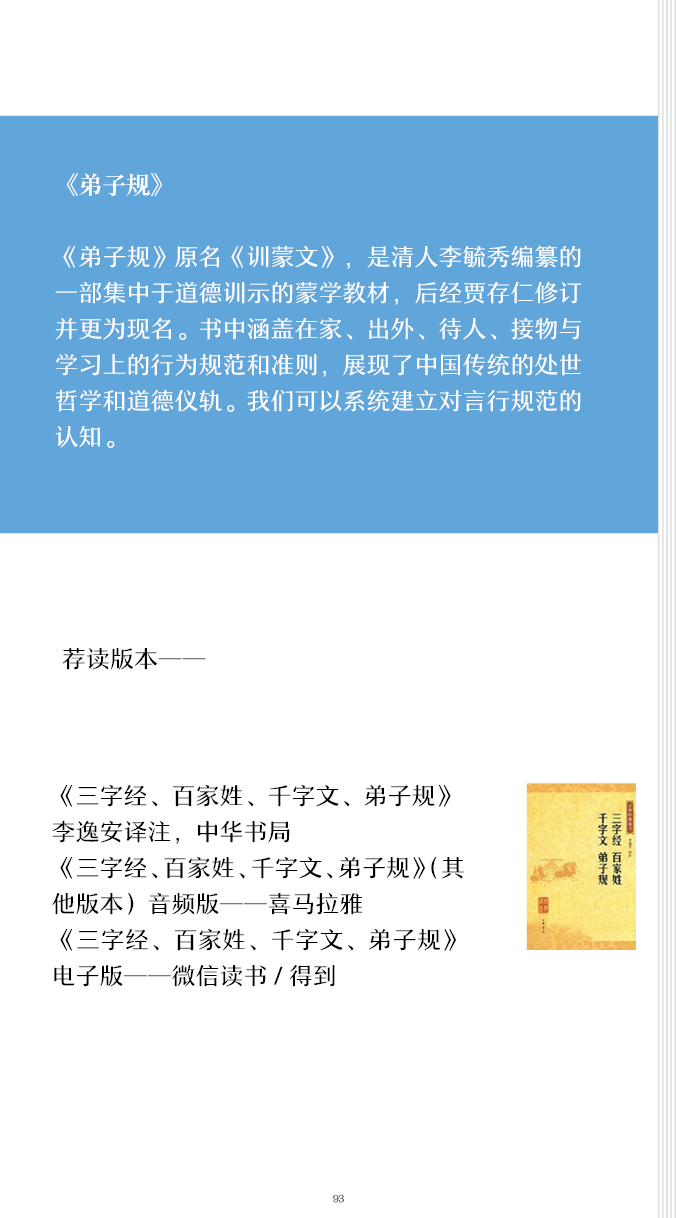 《弟子规》
《弟子规》原名《训蒙文》，是清人李毓秀编纂的
一部集中于道德训示的蒙学教材，后经贾存仁修订
并更为现名。书中涵盖在家、出外、待人、接物与
学习上的行为规范和准则，展现了中国传统的处世
哲学和道德仪轨。我们可以系统建立对言行规范的
认知。
荐读版本——
《三字经、百家姓、千字文、弟子规》
李逸安译注，中华书局
《三字经、百家姓、千字文、弟子规》（其
他版本）音频版——喜马拉雅
《三字经、百家姓、千字文、弟子规》
电子版——微信读书 / 得到
三字经 百家姓
千字文 弟子规
93